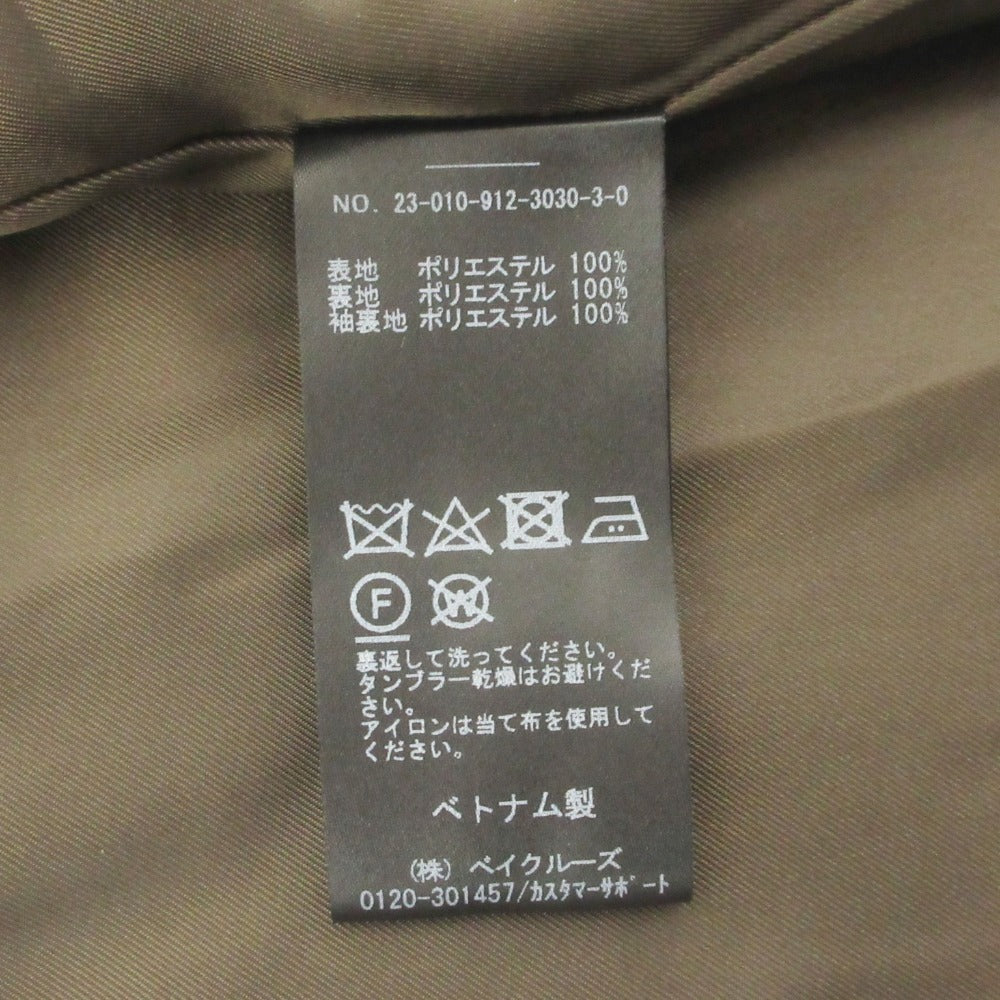 NO. 23-010-912-3030-3-0
表地 ポリエステル 100%
裏地 ポリエステル 100%
袖裏地 ポリエステル 100%
F
W
裏返して洗ってください。
タンブラー乾燥はお避けくだ
さい。
アイロンは当て布を使用して
ください。
ベトナム製
(株) ベイクルーズ
0120-301457/ｶｽﾀﾏｰｻﾎﾟｰﾄ